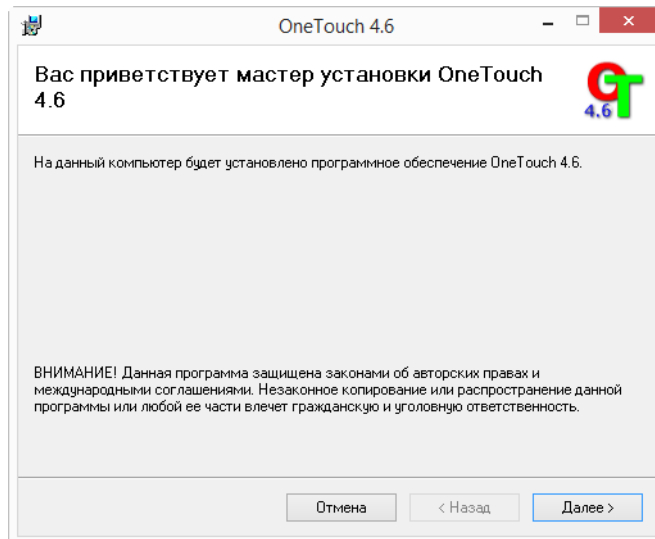 OneTouch 4.6
Вас приветствует мастер установки OneTouch
4.6
OT
4.6
На данный компьютер будет установлено программное обеспечение OneTouch 4.6.
ВНИМАНИЕ! Данная программа защищена законами об авторских правах и
международными соглашениями. Незаконное копирование или распространение данной
программы или любой ее части влечет гражданскую и уголовную ответственность.
Отмена
< Назад
Далее >